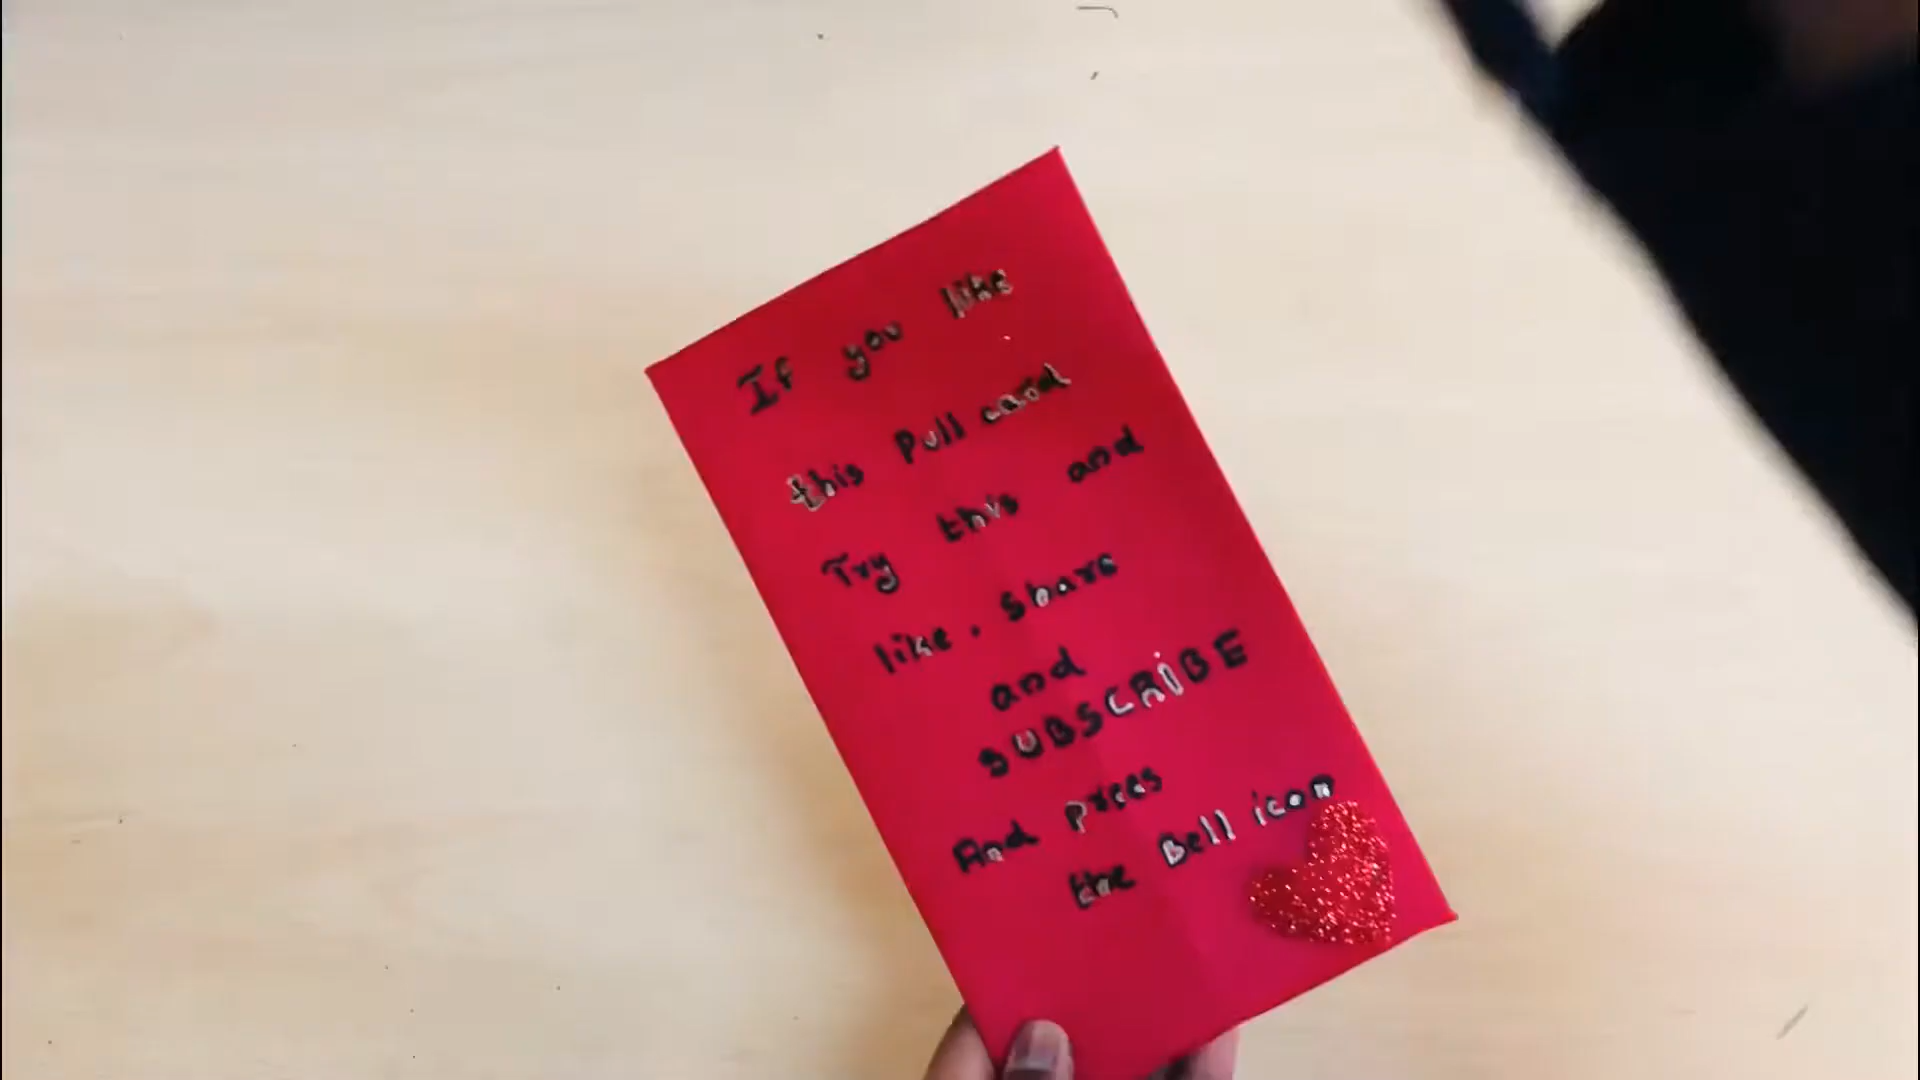 If you like
this Pull card
Try this and
like. share
and
SUBSCRIBE
And press
the Bell icon